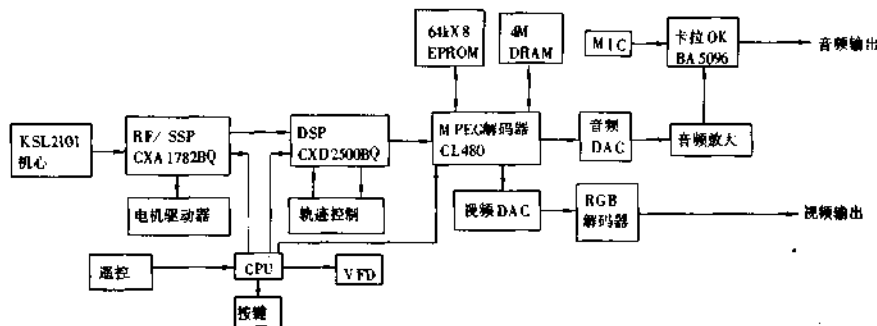 64kX8
EPROM
4M
DRAM
MIC
卡拉OK
BA5096
音频输出
KSL2101
机心
RF/SSP
CXA1782BQ
DSP
CXD2500BQ
MPEG解码器
CL480
音频
DAC
音频放大
电机驱动器
轨迹控制
视频DAC
RGB
解码器
视频输出
遥控
CPU
VFD
按键